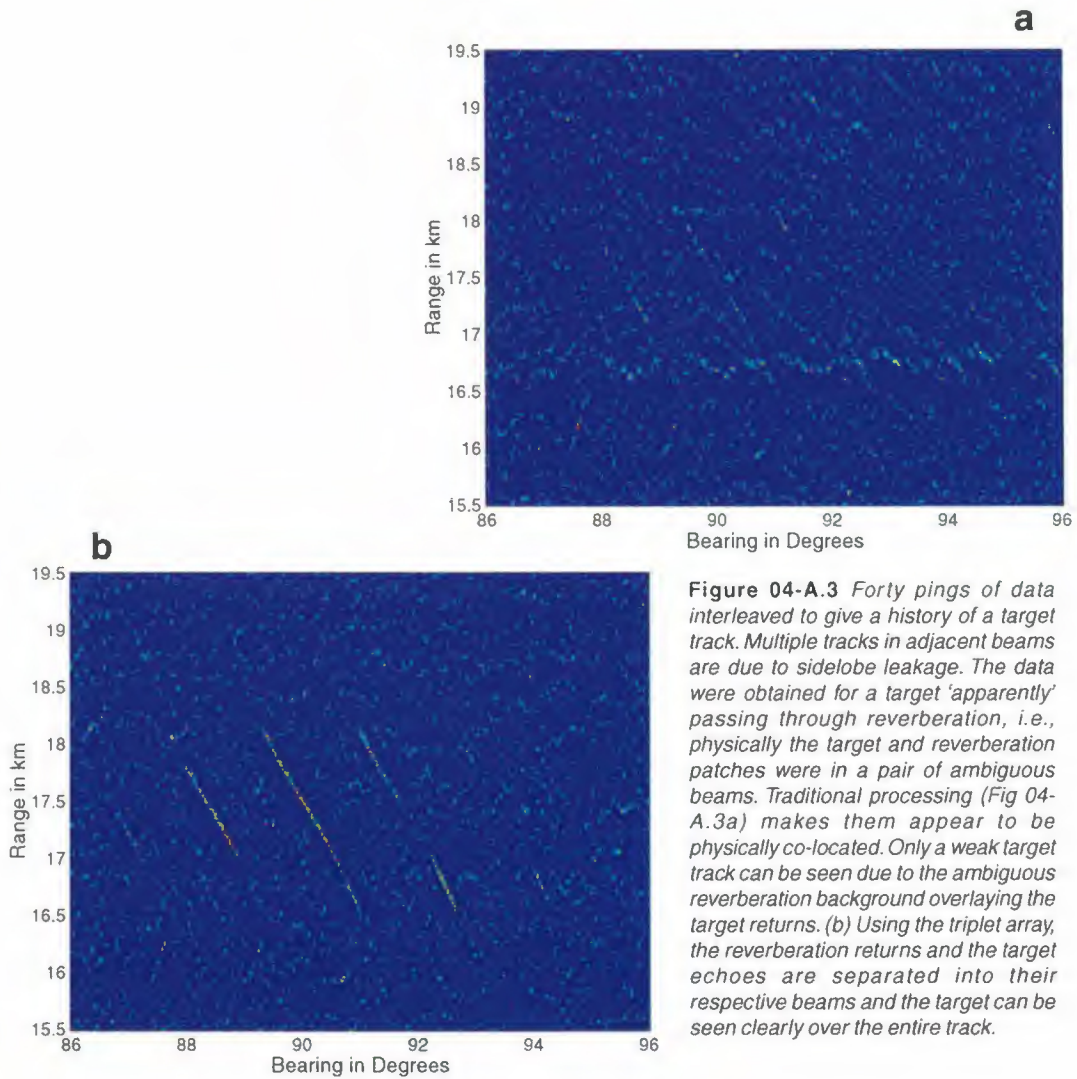 a
19.5
19
18.5
18
17.5
17
16.5
16
15.5
Range in km
86
88
90
92
94
96
Bearing in Degrees
b
19.5
19
18.5
18
17.5
17
16.5
16
15.5
Range in km
86
88
90
92
94
96
Bearing in Degrees
Figure 04-A.3 Forty pings of data
interleaved to give a history of a target
track. Multiple tracks in adjacent beams
are due to sidelobe leakage. The data
were obtained for a target 'apparently'
passing through reverberation, i.e.,
physically the target and reverberation
patches were in a pair of ambiguous
beams. Traditional processing (Fig 04-
A.3a) makes them appear to be
physically co-located. Only a weak target
track can be seen due to the ambiguous
reverberation background overlaying the
target returns. (b) Using the triplet array,
the reverberation returns and the target
echoes are separated into their
respective beams and the target can be
seen clearly over the entire track.